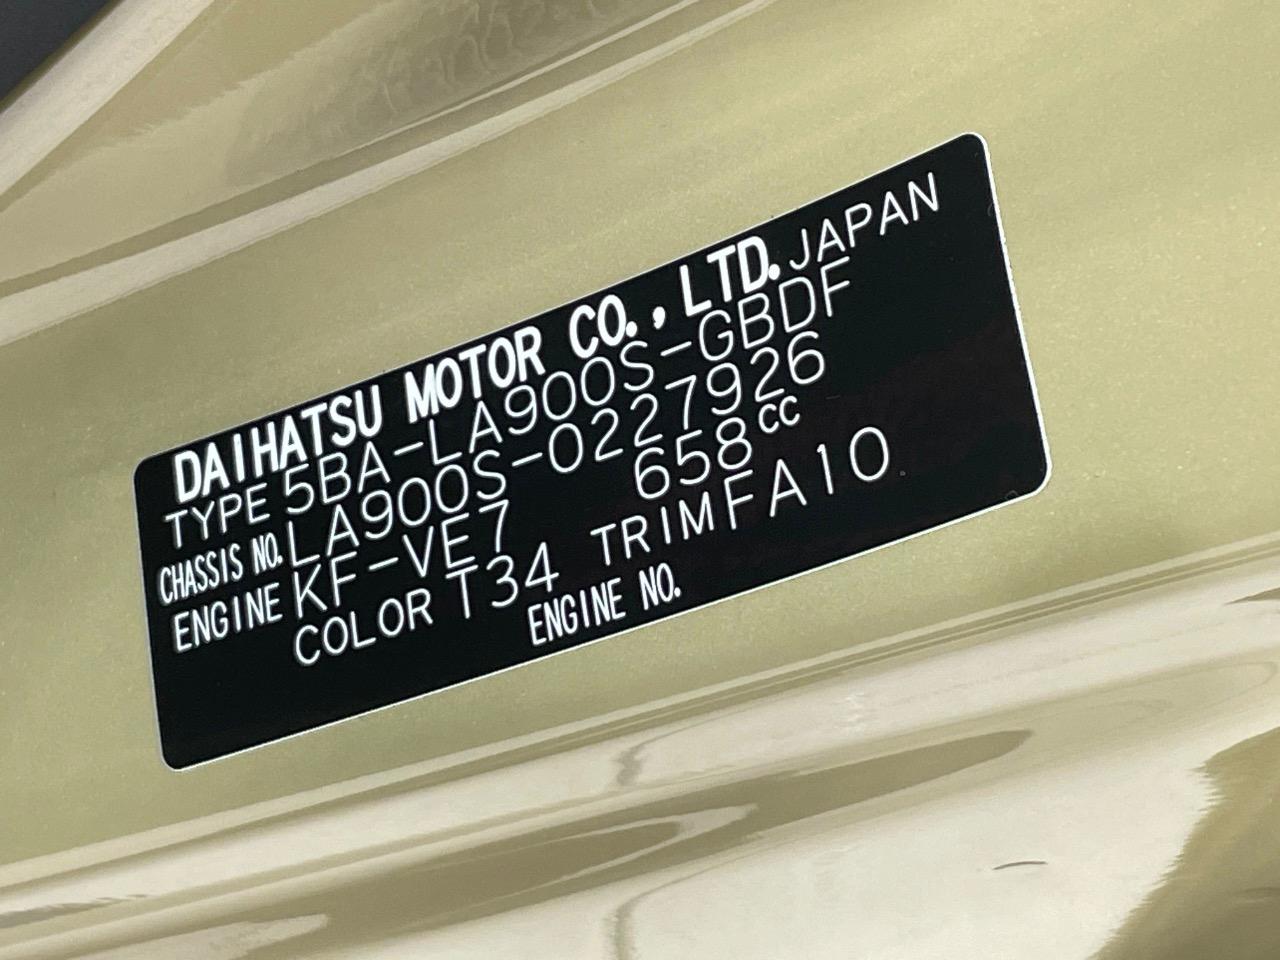 DAIHATSU MOTOR CO., LTD. JAPAN
TYPE 5BA-LA900S-GBDF
CHASSIS NO. LA900S-0227926
ENGINE KF-VE7 658cc
COLOR T34 TRIM FA10
ENGINE NO.